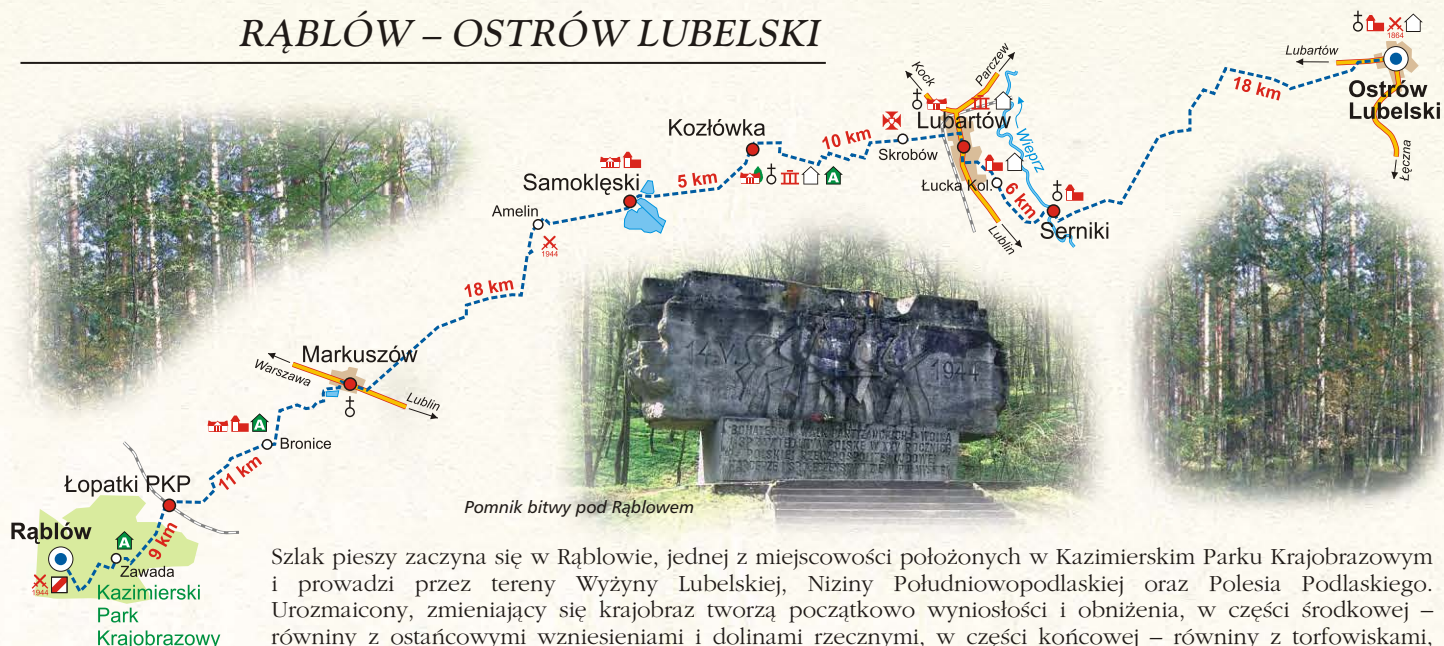 RĄBLÓW – OSTRÓW LUBELSKI
1864
Lubartów
Ostrów
Lubelski
Łęczna
18 km
Kock
Parczew
Lubartów
Wieprz
Kozłówka
10 km
Skrobów
Łucka Kol.
6 km
Serniki
Lublin
Samoklęski
5 km
Amelin
1944
18 km
Markuszów
Warszawa
Lublin
Bronice
11 km
Łopatki PKP
Rąblów
9 km
Zawada
1944
Kazimierski
Park
Krajobrazowy
A
A
A
1944
Pomnik bitwy pod Rąblowem
Szlak pieszy zaczyna się w Rąblowie, jednej z niejscowości położonych w Kazimierskim Parku Krajobrazowym
i prowadzi przez tereny Wyżyny Lubelskiej, Niziny Południowopodlaskiej oraz Polesia Podlaskiego.
Urozmaicony, zmieniający się krajobraz tworzą początkowo wyniosłości i obniżenia, w części środkowej –
równiny z ostańcowymi wzniesieniami i dolinami rzecznymi, w części końcowej – równiny z torfowiskami,